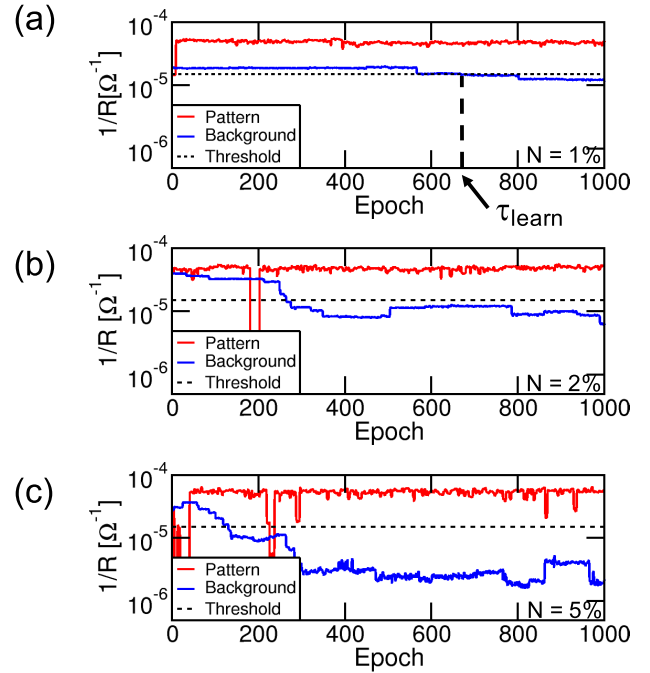 (a)
10^-4
10^-5
10^-6
1/R[Ω^-1]
Pattern
Background
Threshold
N = 1%
0 200 400 600 800 1000
Epoch
τ_learn
(b)
10^-4
10^-5
10^-6
1/R [Ω^-1]
Pattern
Background
Threshold
N = 2%
0 200 400 600 800 1000
Epoch
(c)
10^-4
10^-5
10^-6
1/R [Ω^-1]
Pattern
Background
Threshold
N = 5%
0 200 400 600 800 1000
Epoch